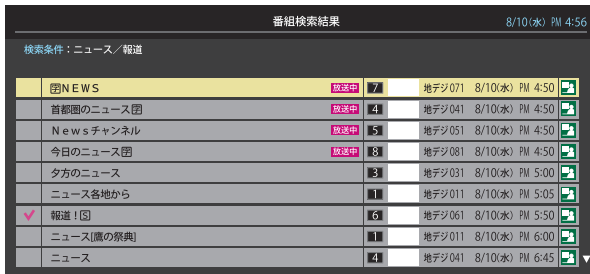 番組検索結果 8/10(水) PM 4:56
検索条件：ニュース／報道
字ＮＥＷＳ 放送中 7 地デジ071 8/10(水) PM 4:50
首都圏のニュース字 放送中 4 地デジ041 8/10(水) PM 4:50
Ｎｅｗｓチャンネル 放送中 5 地デジ051 8/10(水) PM 4:50
今日のニュース字 放送中 8 地デジ081 8/10(水) PM 4:50
夕方のニュース 3 地デジ031 8/10(水) PM 5:00
ニュース各地から 1 地デジ011 8/10(水) PM 5:05
報道！S 6 地デジ061 8/10(水) PM 5:50
ニュース[鷹の祭典] 1 地デジ011 8/10(水) PM 6:00
ニュース 4 地デジ041 8/10(水) PM 6:45